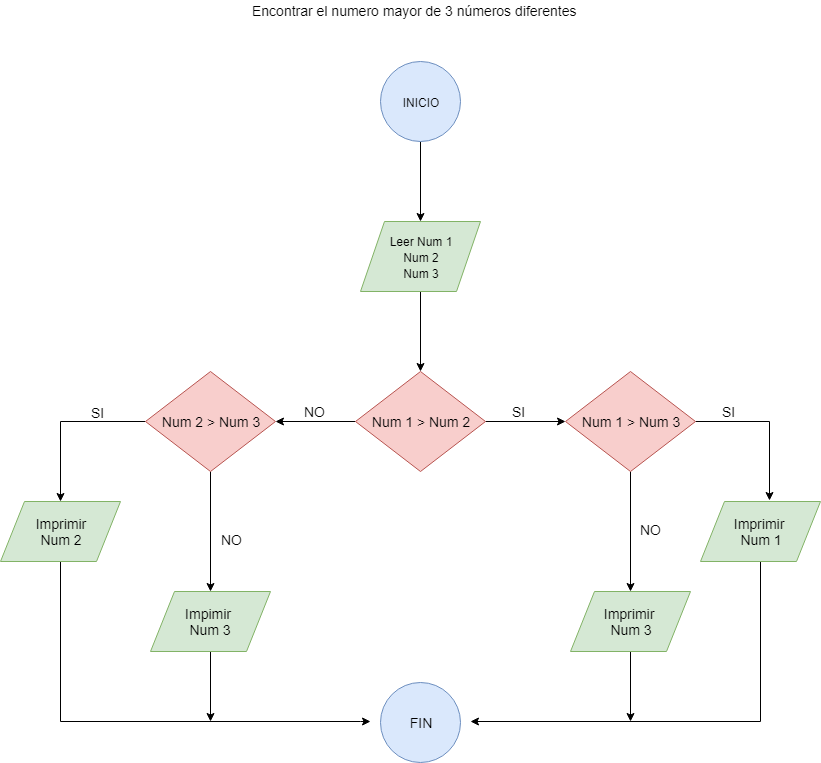 Encontrar el numero mayor de 3 números diferentes
INICIO
Leer Num 1
Num 2
Num 3
Num 2 > Num 3
NO
Num 1 > Num 2
SI
Num 1 > Num 3
SI
SI
Imprimir
Num 2
NO
Impimir
Num 3
NO
Imprimir
Num 3
Imprimir
Num 1
FIN